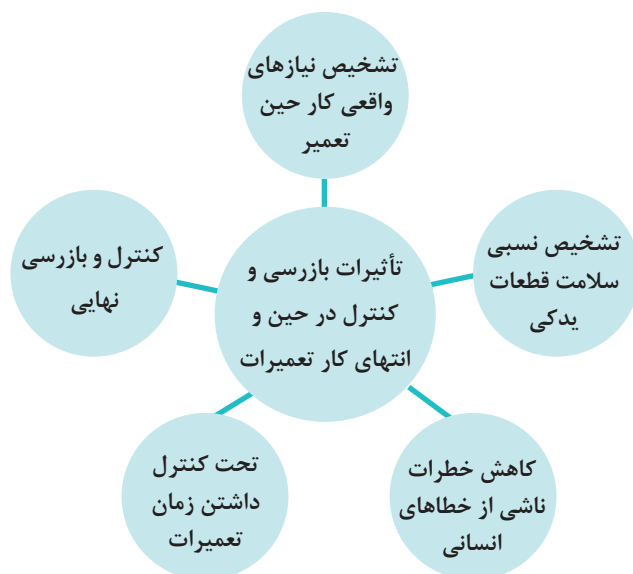 تشخیص نیازهای
واقعی کار حین
تعمیر
تشخیص نسبی
سلامت قطعات
یدکی
کنترل و بازرسی
نهایی
تأثیرات بازرسی و
کنترل در حین و
انتهای کار تعمیرات
کاهش خطرات
ناشی از خطاهای
انسانی
تحت کنترل
داشتن زمان
تعمیرات